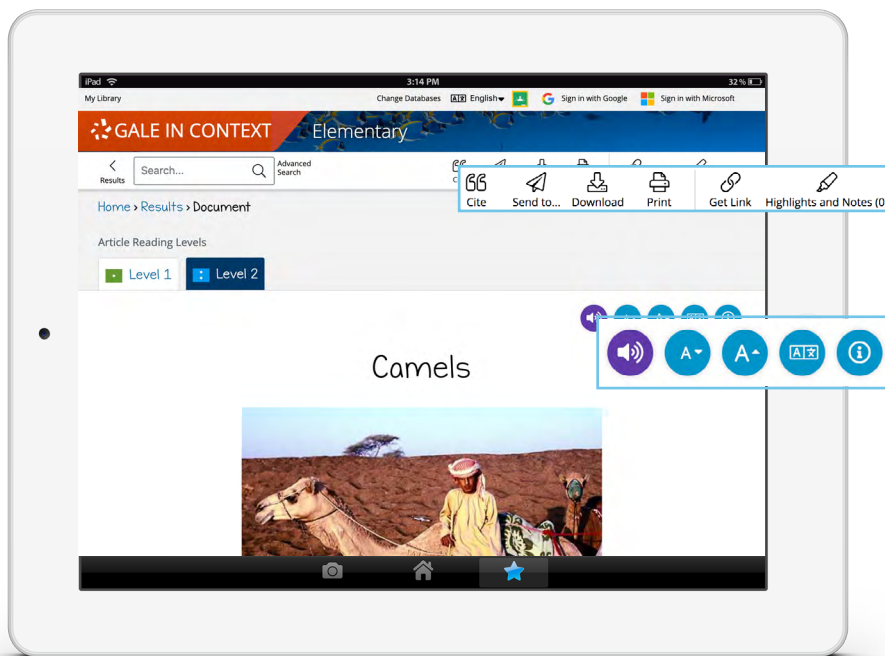 iPad 3:14 PM 32 %
My Library Change Databases English Sign in with Google Sign in with Microsoft
GALE IN CONTEXT Elementary
Results Search... Advanced Search
Cite Send to... Download Print Get Link Highlights and Notes (0
Home › Results › Document
Article Reading Levels
Level 1 Level 2
A A A文 i
Camels